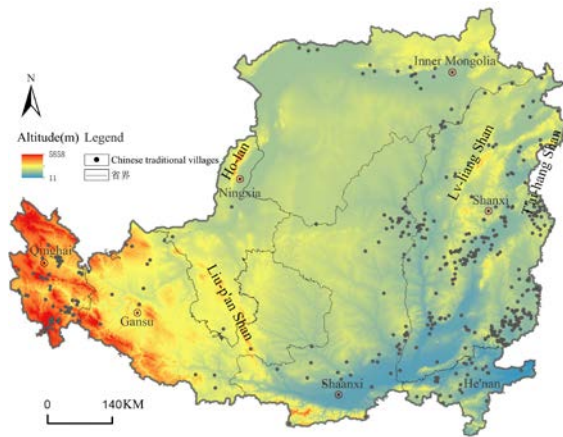 N
Inner Mongolia
Altitude(m) Legend
5658
11
Chinese traditional villages
省界
Ho-lan
Ningxia
Lv-liang Shan
T'ai-hang Shan
Shanxi
Qinghai
Gansu
Liu-p'an Shan
Shaanxi
He'nan
0 140KM